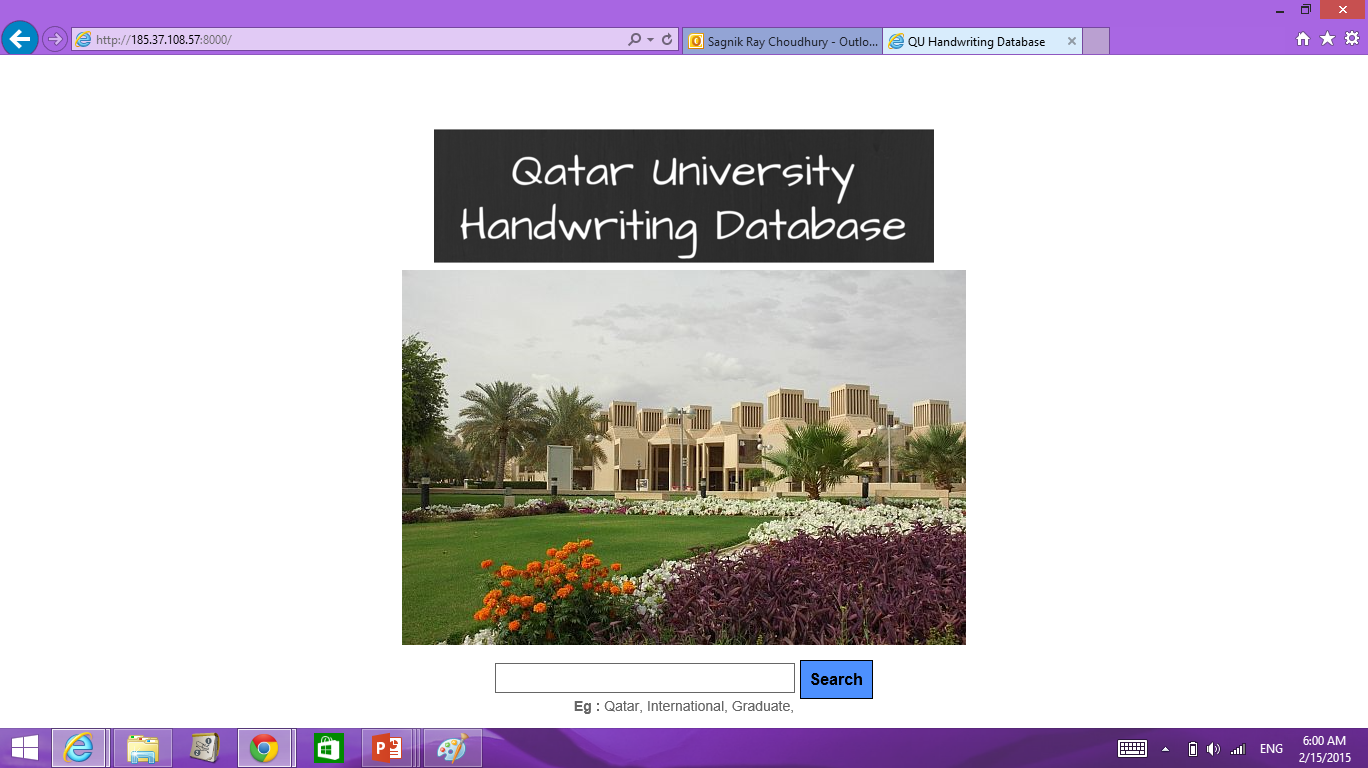 http://185.37.108.57:8000/
Sagnik Ray Choudhury - Outlo...
QU Handwriting Database
Qatar University
Handwriting Database
Search
Eg : Qatar, International, Graduate,
ENG
6:00 AM
2/15/2015